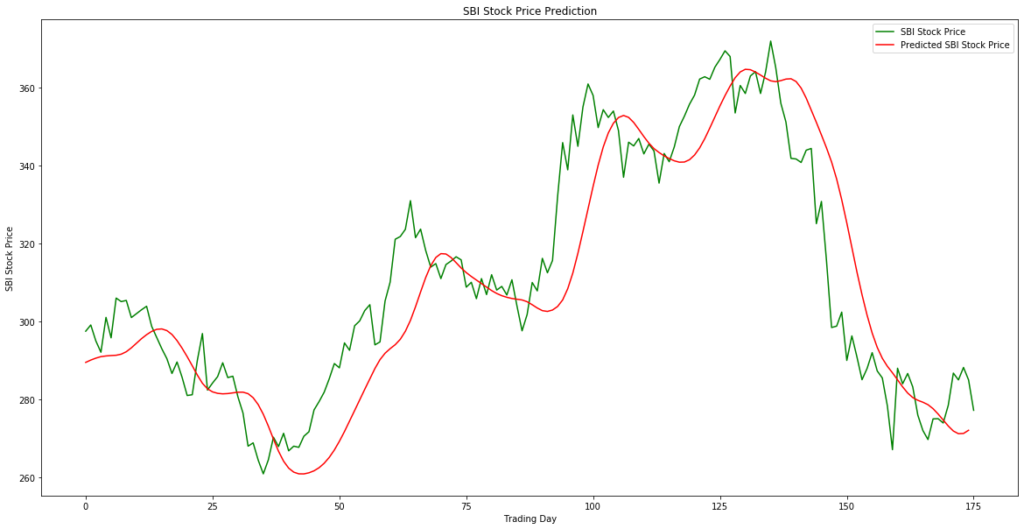 SBI Stock Price Prediction
SBI Stock Price
Predicted SBI Stock Price
SBI Stock Price
360
340
320
300
280
260
0 25 50 75 100 125 150 175
Trading Day